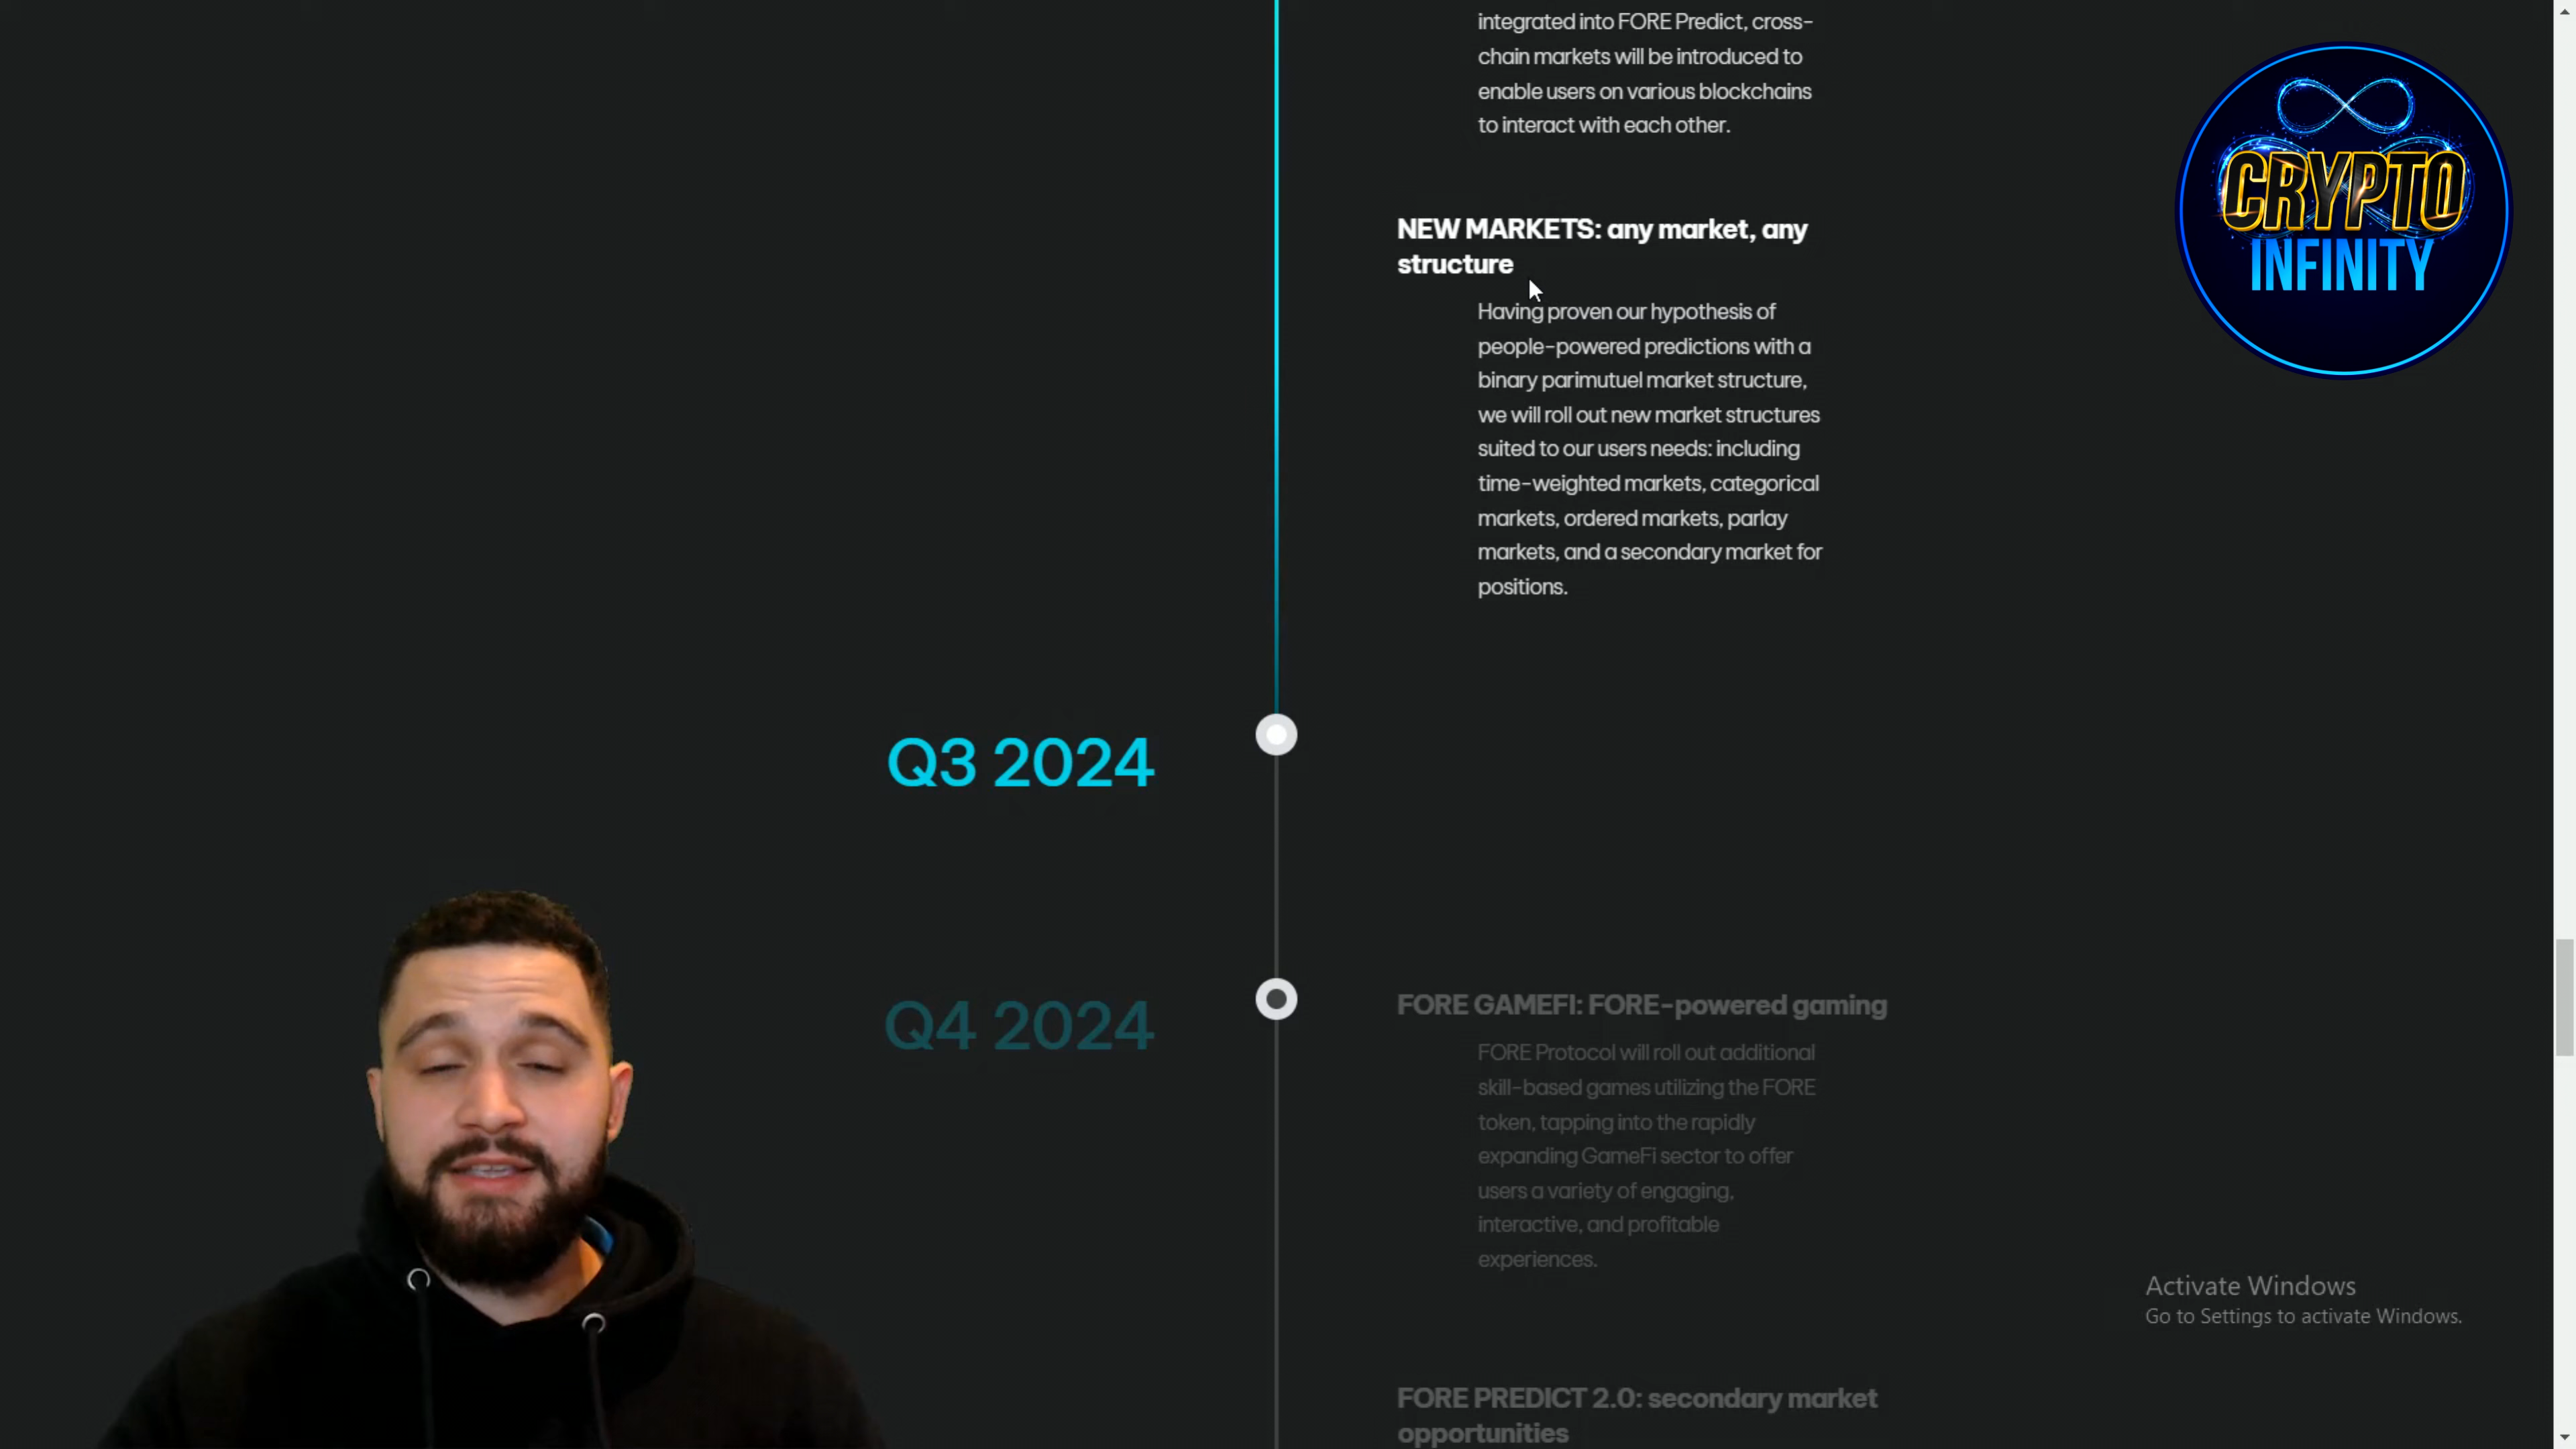 integrated into FORE Predict, cross-
chain markets will be introduced to
enable users on various blockchains
to interact with each other.
CRYPTO
INFINITY
NEW MARKETS: any market, any
structure
Having proven our hypothesis of
people-powered predictions with a
binary parimutuel market structure,
we will roll out new market structures
suited to our users needs: including
time-weighted markets, categorical
markets, ordered markets, parlay
markets, and a secondary market for
positions.
Q3 2024
Q4 2024
FORE GAMEFI: FORE-powered gaming
FORE Protocol will roll out additional
skill-based games utilizing the FORE
token, tapping into the rapidly
expanding GameFi sector to offer
users a variety of engaging,
interactive, and profitable
experiences.
Activate Windows
Go to Settings to activate Windows.
FORE PREDICT 2.0: secondary market
opportunities